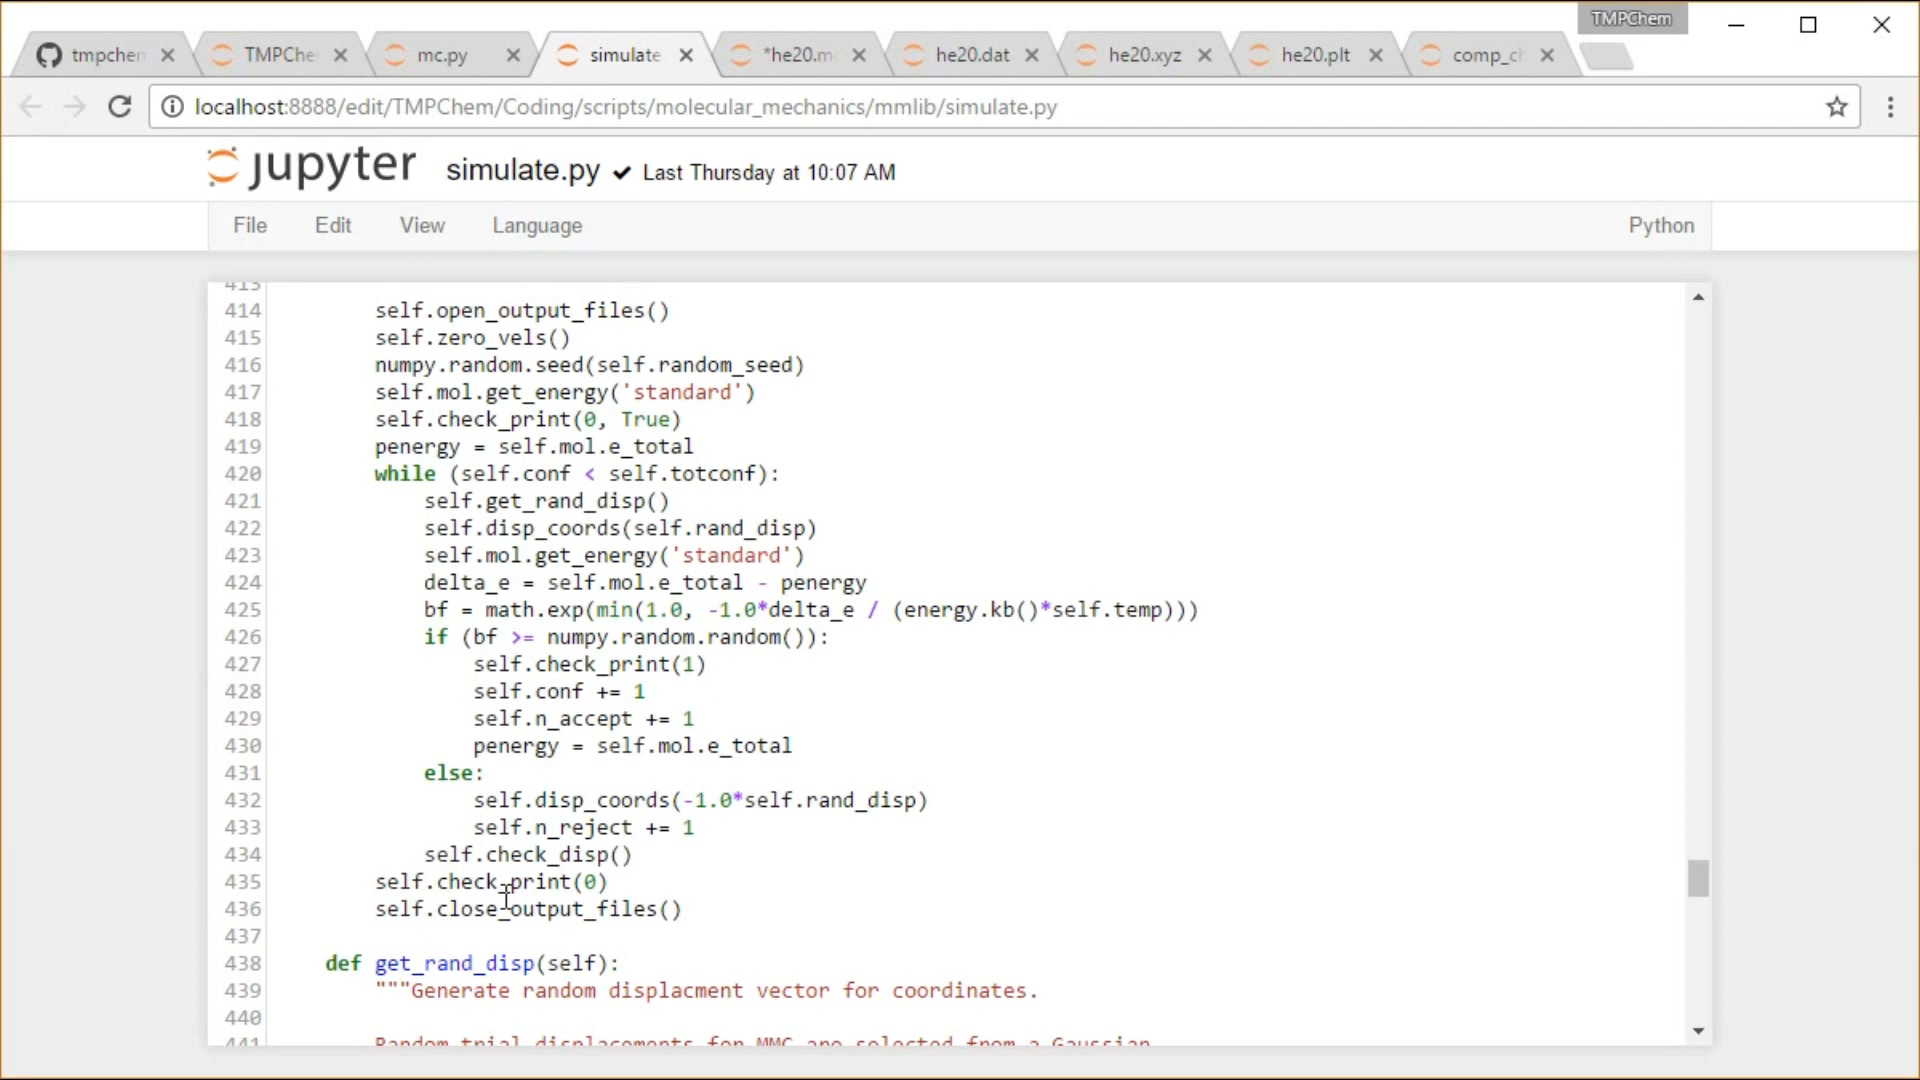 TMPChem
tmpchem TMPChe mc.py simulate. *he20.m he20.dat he20.xyz he20.plt comp_c
localhost:8888/edit/TMPChem/Coding/scripts/molecular_mechanics/mmlib/simulate.py
jupyter simulate.py ✔ Last Thursday at 10:07 AM
File Edit View Language Python
413
414 self.open_output_files()
415 self.zero_vels()
416 numpy.random.seed(self.random_seed)
417 self.mol.get_energy('standard')
418 self.check_print(0, True)
419 penergy = self.mol.e_total
420 while (self.conf < self.totconf):
421 self.get_rand_disp()
422 self.disp_coords(self.rand_disp)
423 self.mol.get_energy('standard')
424 delta_e = self.mol.e_total - penergy
425 bf = math.exp(min(1.0, -1.0*delta_e / (energy.kb()*self.temp)))
426 if (bf >= numpy.random.random()):
427 self.check_print(1)
428 self.conf += 1
429 self.n_accept += 1
430 penergy = self.mol.e_total
431 else:
432 self.disp_coords(-1.0*self.rand_disp)
433 self.n_reject += 1
434 self.check_disp()
435 self.check_print(0)
436 self.close_output_files()
437
438 def get_rand_disp(self):
439 """Generate random displacment vector for coordinates.
440
441 Random trial displacements for MMC are selected from a Gaussian